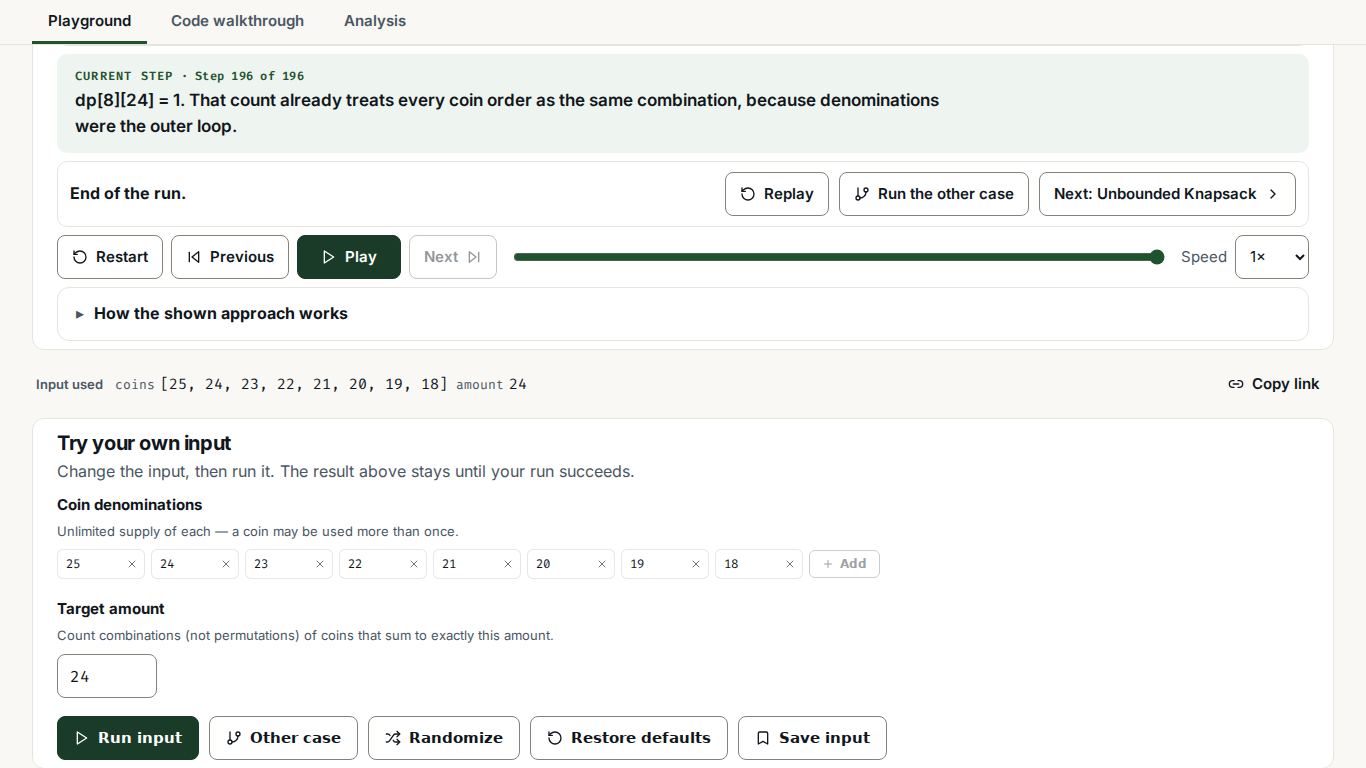 Playground Code walkthrough Analysis
CURRENT STEP · Step 196 of 196
dp[8][24] = 1. That count already treats every coin order as the same combination, because denominations
were the outer loop.
End of the run. Replay Run the other case Next: Unbounded Knapsack
Restart Previous Play Next Speed 1×
How the shown approach works
Input used coins [25, 24, 23, 22, 21, 20, 19, 18] amount 24 Copy link
Try your own input
Change the input, then run it. The result above stays until your run succeeds.
Coin denominations
Unlimited supply of each — a coin may be used more than once.
25 × 24 × 23 × 22 × 21 × 20 × 19 × 18 × + Add
Target amount
Count combinations (not permutations) of coins that sum to exactly this amount.
24
Run input Other case Randomize Restore defaults Save input